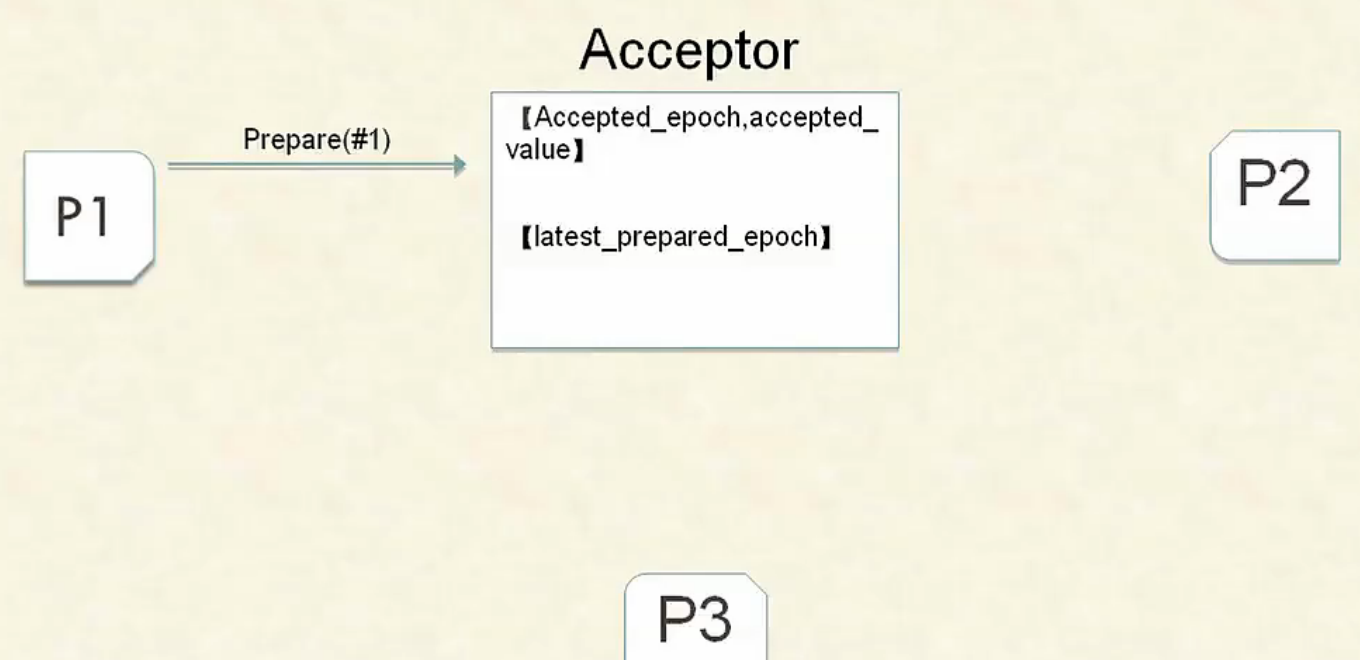 Acceptor
Prepare(#1)
【Accepted_epoch,accepted_
value】
P1
P2
【latest_prepared_epoch】
P3